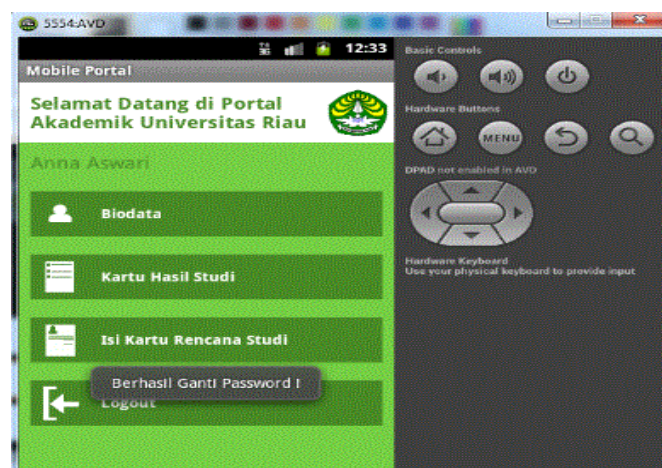 5554:AVD
12:33
Mobile Portal
Selamat Datang di Portal
Akademik Universitas Riau
Anna Aswari
Biodata
Kartu Hasil Studi
Isi Kartu Rencana Studi
Berhasil Ganti Password !
Logout
Basic Controls
Hardware Buttons
MENU
DPAD not enabled in AVD
Hardware Keyboard
Use your physical keyboard to provide input